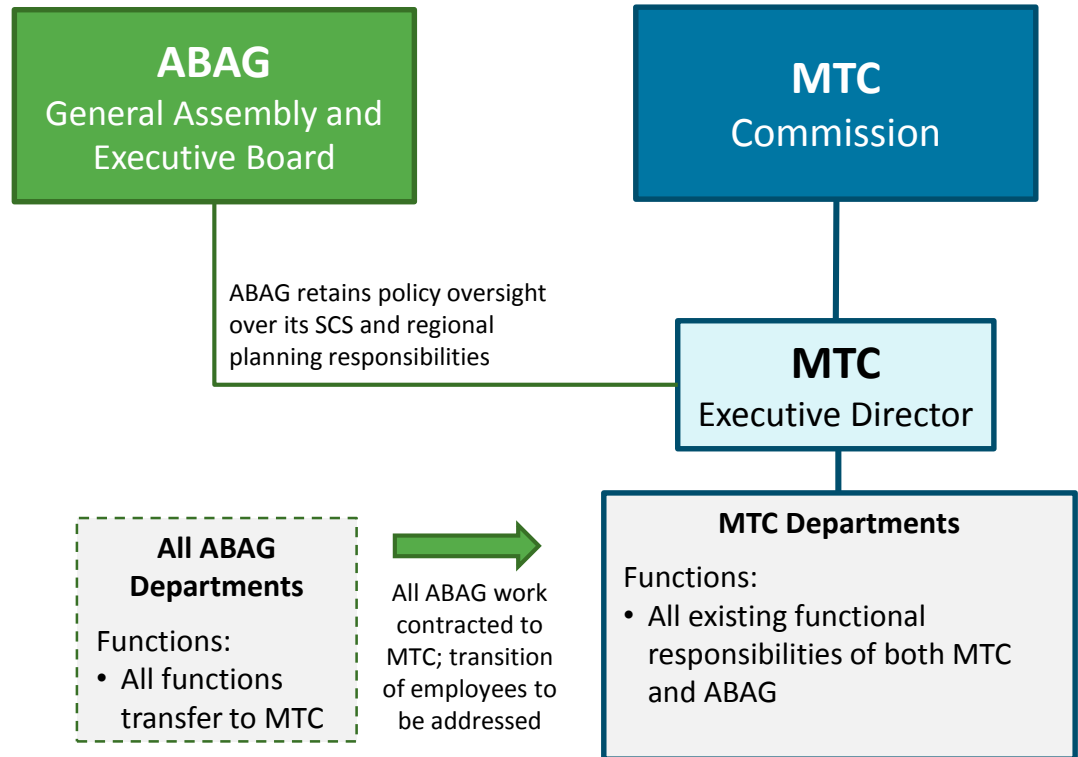 ABAG
General Assembly and
Executive Board
MTC
Commission
ABAG retains policy oversight
over its SCS and regional
planning responsibilities
MTC
Executive Director
All ABAG
Departments
Functions:
• All functions
transfer to MTC
All ABAG work
contracted to
MTC; transition
of employees to
be addressed
MTC Departments
Functions:
• All existing functional
responsibilities of both MTC
and ABAG